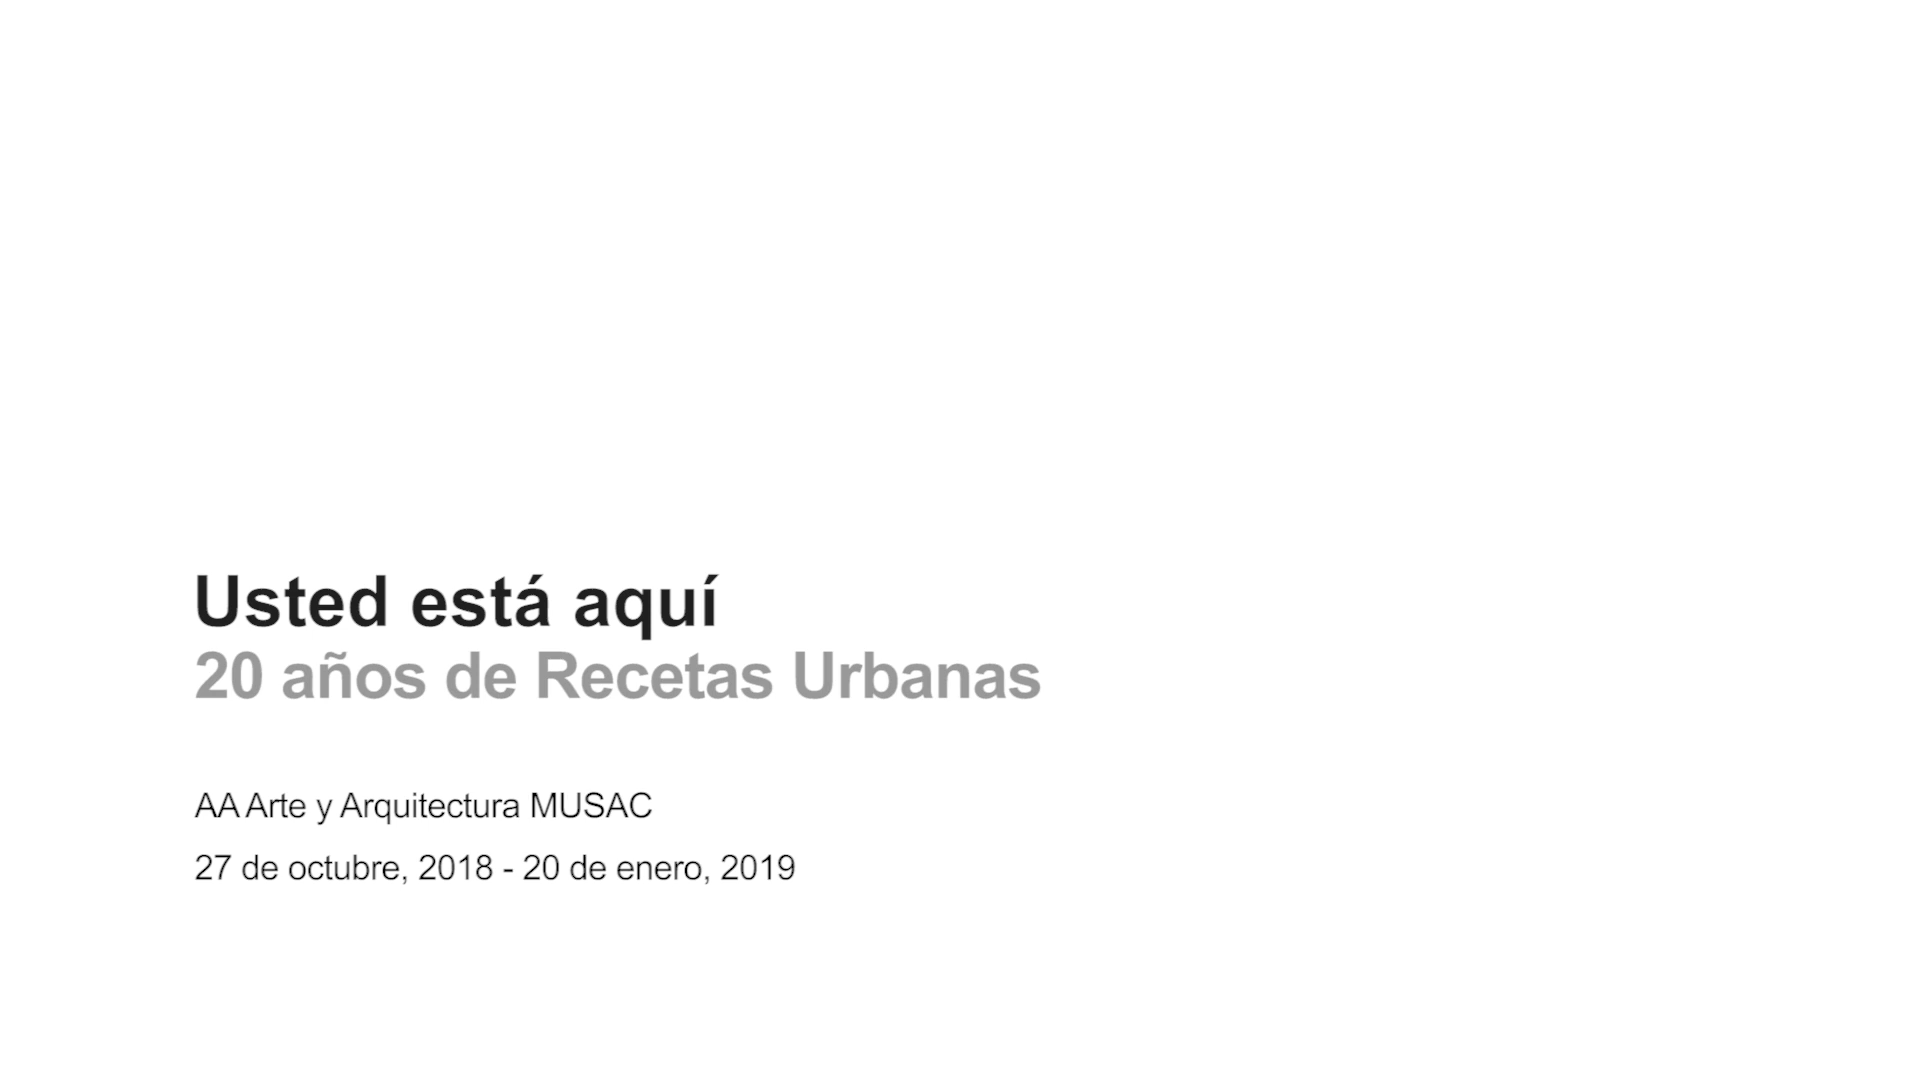 Usted está aquí
20 años de Recetas Urbanas
AA Arte y Arquitectura MUSAC
27 de octubre, 2018 - 20 de enero, 2019